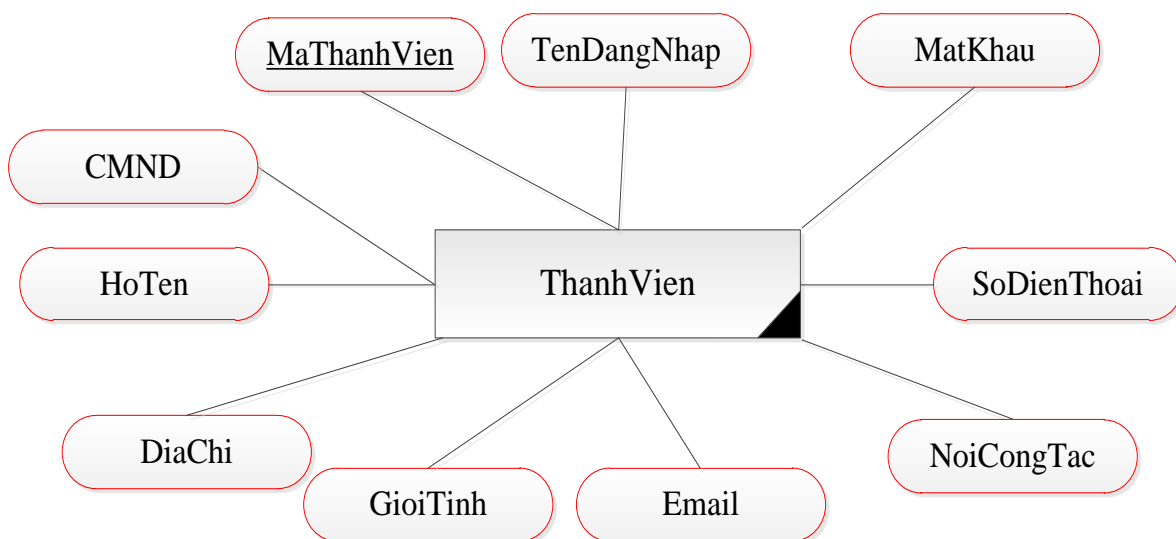 MaThanhVien
TenDangNhap
MatKhau
CMND
HoTen
ThanhVien
SoDienThoai
DiaChi
GioiTinh
Email
NoiCongTac